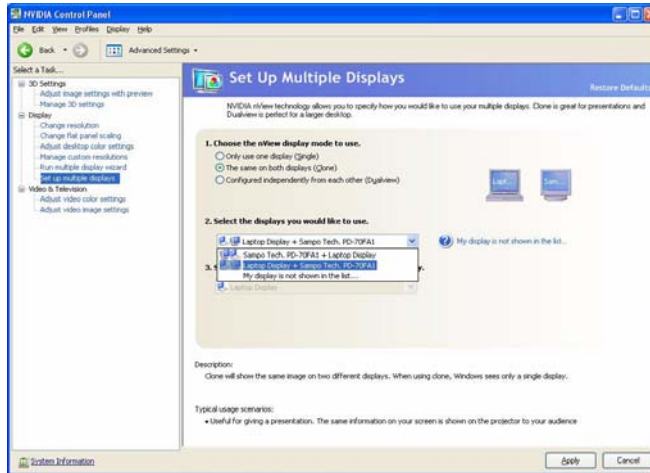 NVIDIA Control Panel
File Edit View Profiles Display Help
Back Advanced Settings
Select a Task...
3D Settings
Adjust image settings with preview
Manage 3D settings
Display
Change resolution
Change flat panel scaling
Adjust desktop color settings
Manage custom resolutions
Run multiple display wizard
Set up multiple displays
Video & Television
Adjust video color settings
Adjust video image settings
Set Up Multiple Displays
Restore Defaults
NVIDIA nView technology allows you to specify how you would like to use your multiple displays. Clone is great for presentations and
Dualview is perfect for a larger desktop.
1. Choose the nView display mode to use.
Only use one display (Single)
The same on both displays (Clone)
Configured independently from each other (Dualview)
Lapt... Sam...
2. Select the displays you would like to use.
Laptop Display + Sampo Tech. PD-70FA1
My display is not shown in the list...
Sampo Tech. PD-70FA1 + Laptop Display
Laptop Display + Sampo Tech. PD-70FA1
My display is not shown in the list....
3.
Laptop Display
Description:
Clone will show the same image on two different displays. When using clone, Windows sees only a single display.
Typical usage scenarios:
• Useful for giving a presentation. The same information on your screen is shown on the projector to your audience
System Information
Apply Cancel